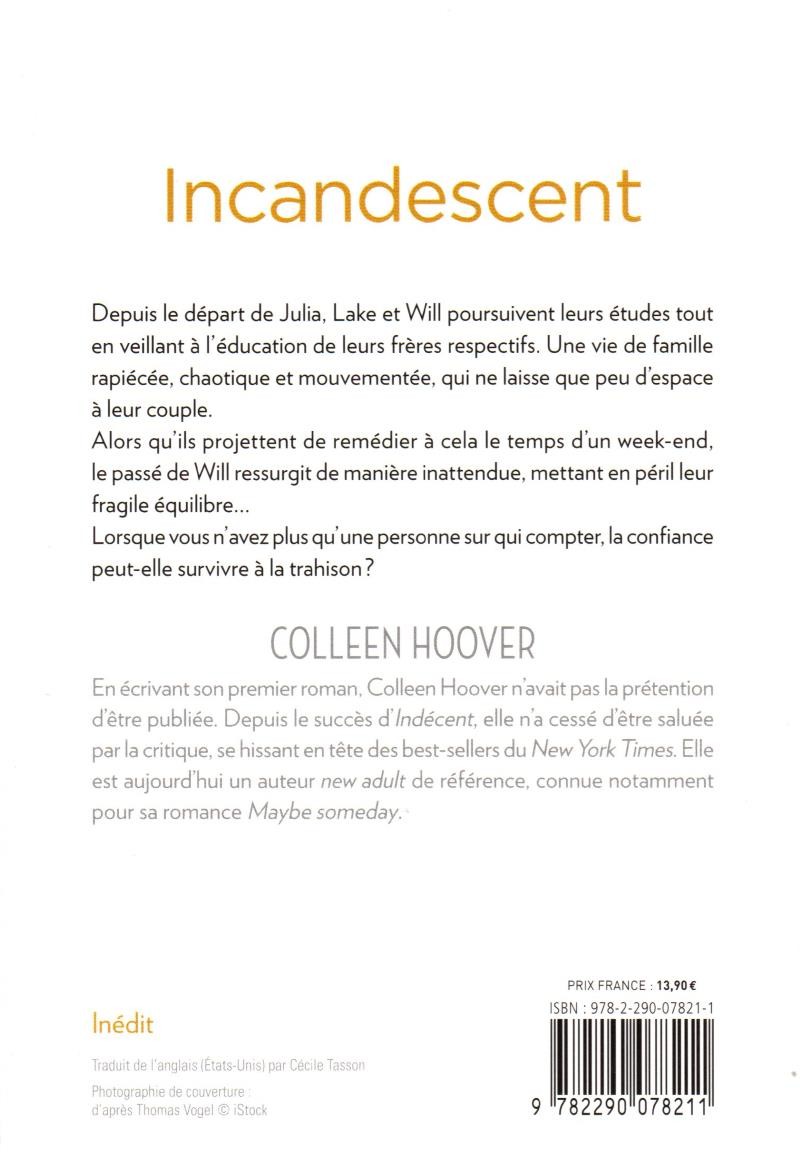 Incandescent
Depuis le départ de Julia, Lake et Will poursuivent leurs études tout
en veillant à l'éducation de leurs frères respectifs. Une vie de famille
rapiécée, chaotique et mouvementée, qui ne laisse que peu d'espace
à leur couple.
Alors qu'ils projettent de remédier à cela le temps d'un week-end,
le passé de Will ressurgit de manière inattendue, mettant en péril leur
fragile équilibre...
Lorsque vous n'avez plus qu'une personne sur qui compter, la confiance
peut-elle survivre à la trahison ?
COLLEEN HOOVER
En écrivant son premier roman, Colleen Hoover n'avait pas la prétention
d'être publiée. Depuis le succès d'Indécent, elle n'a cessé d'être saluée
par la critique, se hissant en tête des best-sellers du New York Times. Elle
est aujourd'hui un auteur new adult de référence, connue notamment
pour sa romance Maybe someday.
PRIX FRANCE : 13,90 €
ISBN : 978-2-290-07821-1
Inédit
Traduit de l'anglais (États-Unis) par Cécile Tasson
Photographie de couverture :
d'après Thomas Vogel © iStock
9 782290 078211